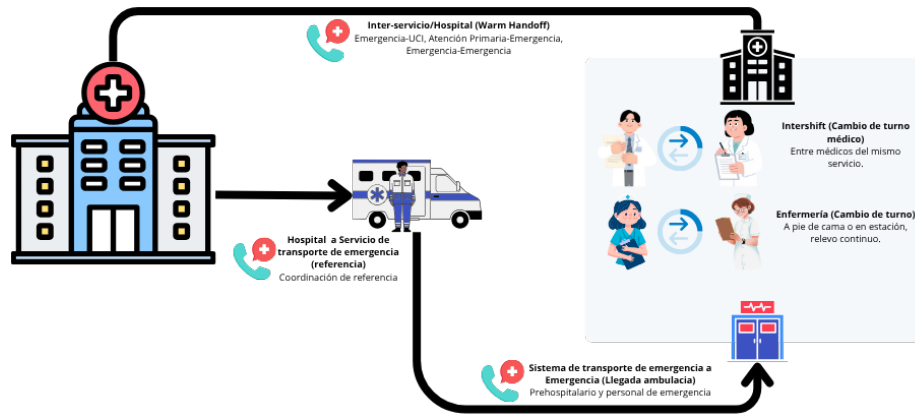 Inter-servicio/Hospital (Warm Handoff)
Emergencia-UCI, Atención Primaria-Emergencia,
Emergencia-Emergencia
Intershift (Cambio de turno
médico)
Entre médicos del mismo
servicio.
Enfermería (Cambio de turno)
A pie de cama o en estación,
relevo continuo.
Hospital a Servicio de
transporte de emergencia
(referencia)
Coordinación de referencia
Sistema de transporte de emergencia a
Emergencia (Llegada ambulacia)
Prehospitalario y personal de emergencia